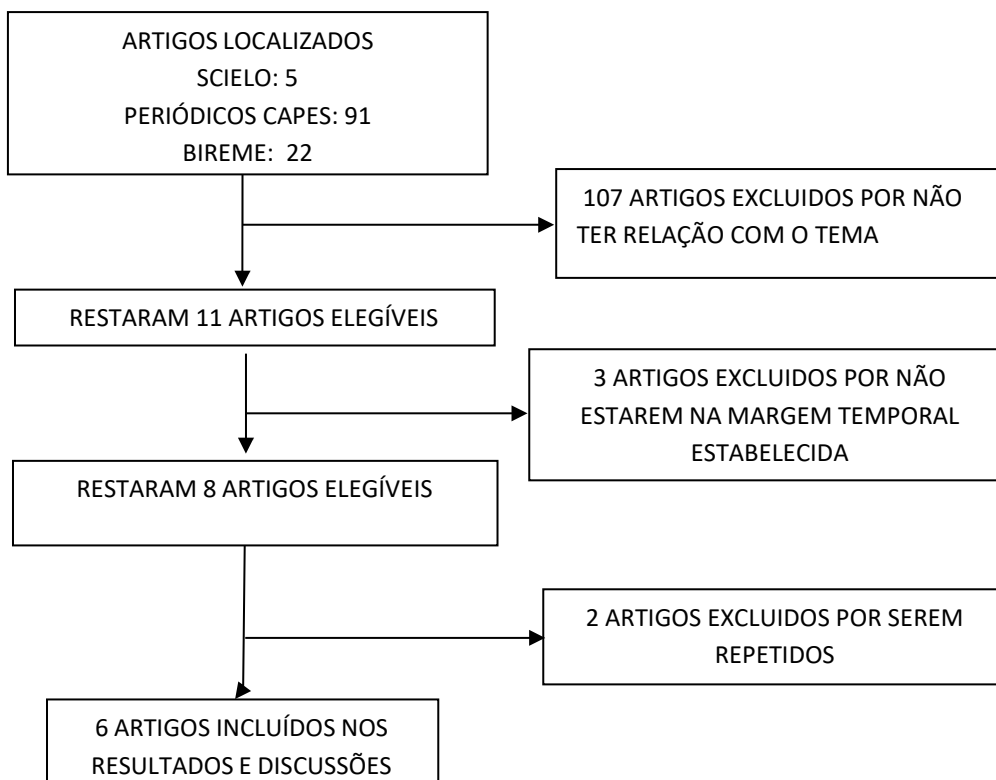 ARTIGOS LOCALIZADOS
SCIELO: 5
PERIÓDICOS CAPES: 91
BIREME: 22
107 ARTIGOS EXCLUIDOS POR NÃO
TER RELAÇÃO COM O TEMA
RESTARAM 11 ARTIGOS ELEGÍVEIS
3 ARTIGOS EXCLUIDOS POR NÃO
ESTAREM NA MARGEM TEMPORAL
ESTABELECIDA
RESTARAM 8 ARTIGOS ELEGÍVEIS
2 ARTIGOS EXCLUIDOS POR SEREM
REPETIDOS
6 ARTIGOS INCLUÍDOS NOS
RESULTADOS E DISCUSSÕES